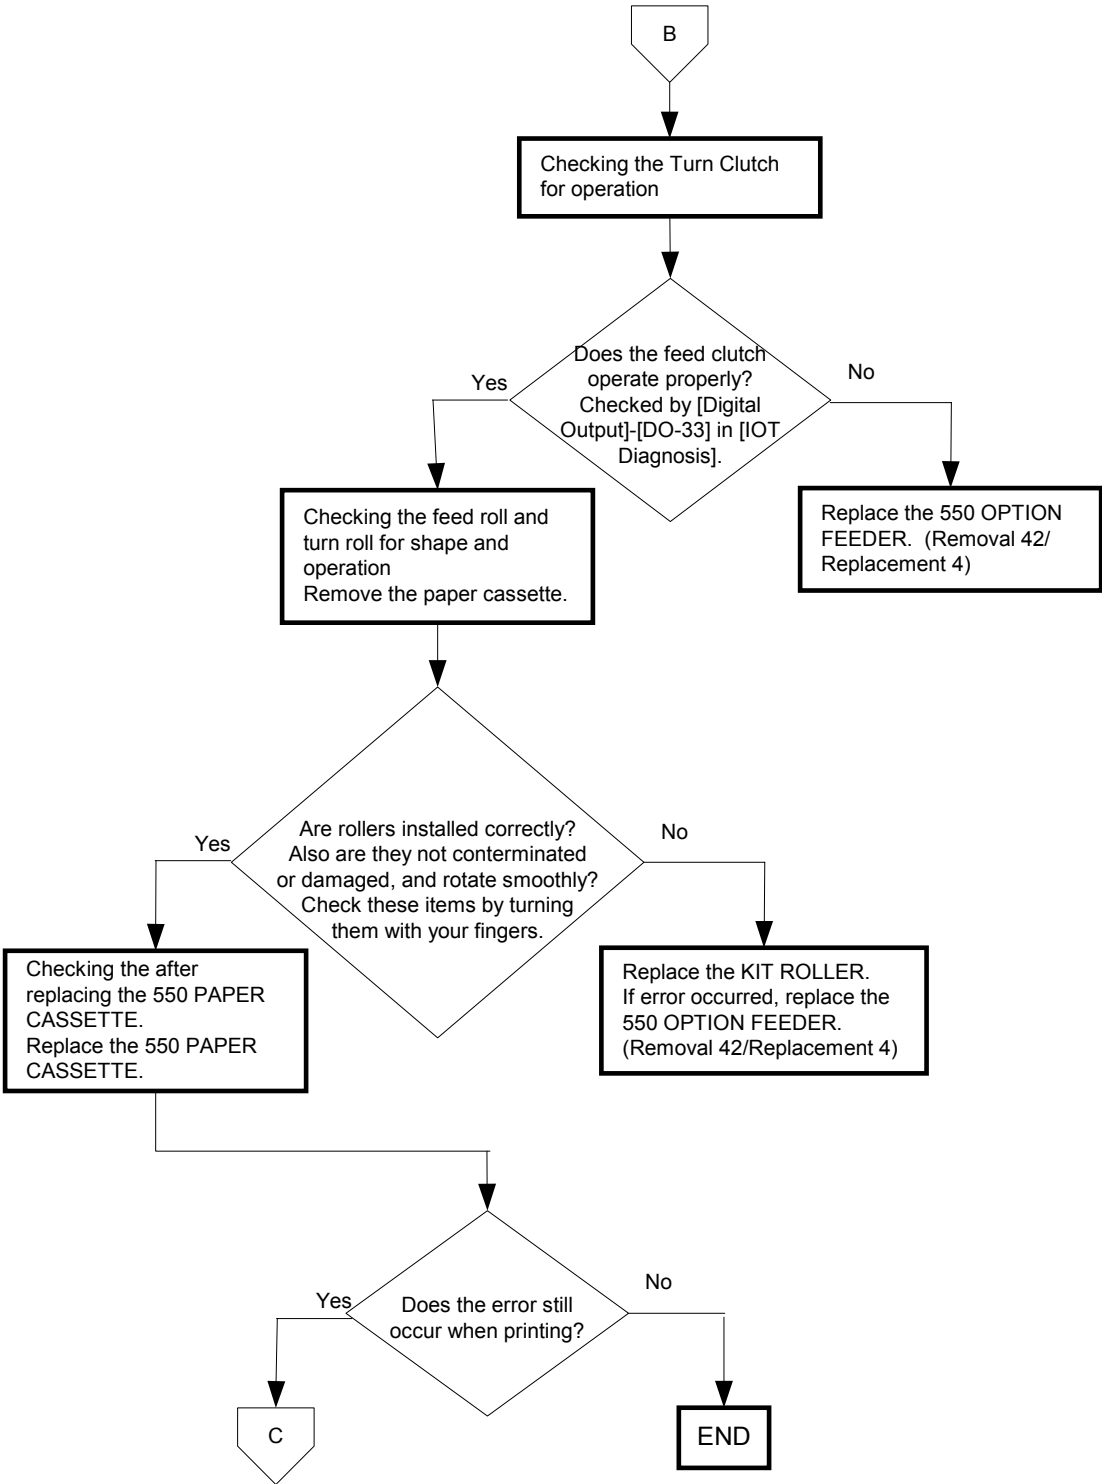 B
Checking the Turn Clutch
for operation
Does the feed clutch
operate properly?
Checked by [Digital
Output]-[DO-33] in [IOT
Diagnosis].
Yes
No
Checking the feed roll and
turn roll for shape and
operation
Remove the paper cassette.
Replace the 550 OPTION
FEEDER.  (Removal 42/
Replacement 4)
Are rollers installed correctly?
Also are they not conterminated
or damaged, and rotate smoothly?
Check these items by turning
them with your fingers.
Yes
No
Checking the after
replacing the 550 PAPER
CASSETTE.
Replace the 550 PAPER
CASSETTE.
Replace the KIT ROLLER.
If error occurred, replace the
550 OPTION FEEDER.
(Removal 42/Replacement 4)
Does the error still
occur when printing?
Yes
No
C
END